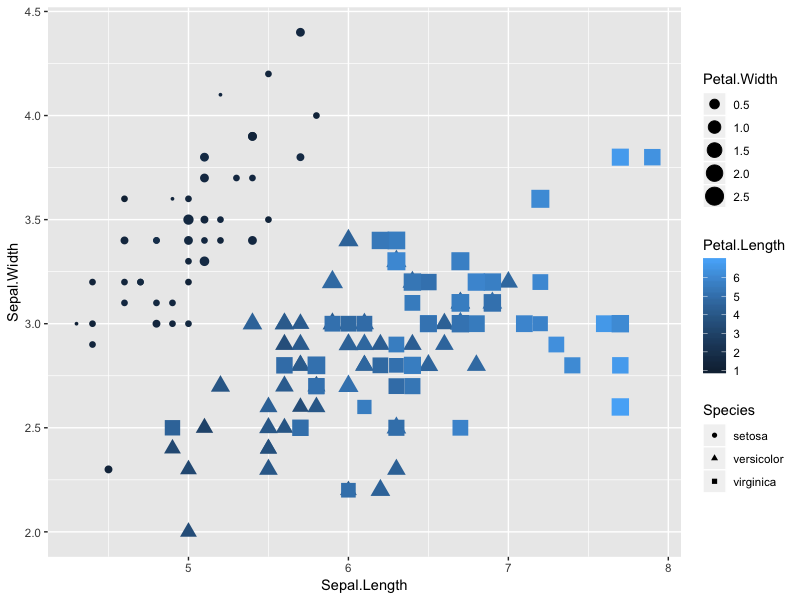 4.5
4.0
3.5
3.0
2.5
2.0
Sepal.Width
5 6 7 8
Sepal.Length
Petal.Width
0.5
1.0
1.5
2.0
2.5
Petal.Length
6
5
4
3
2
1
Species
setosa
versicolor
virginica